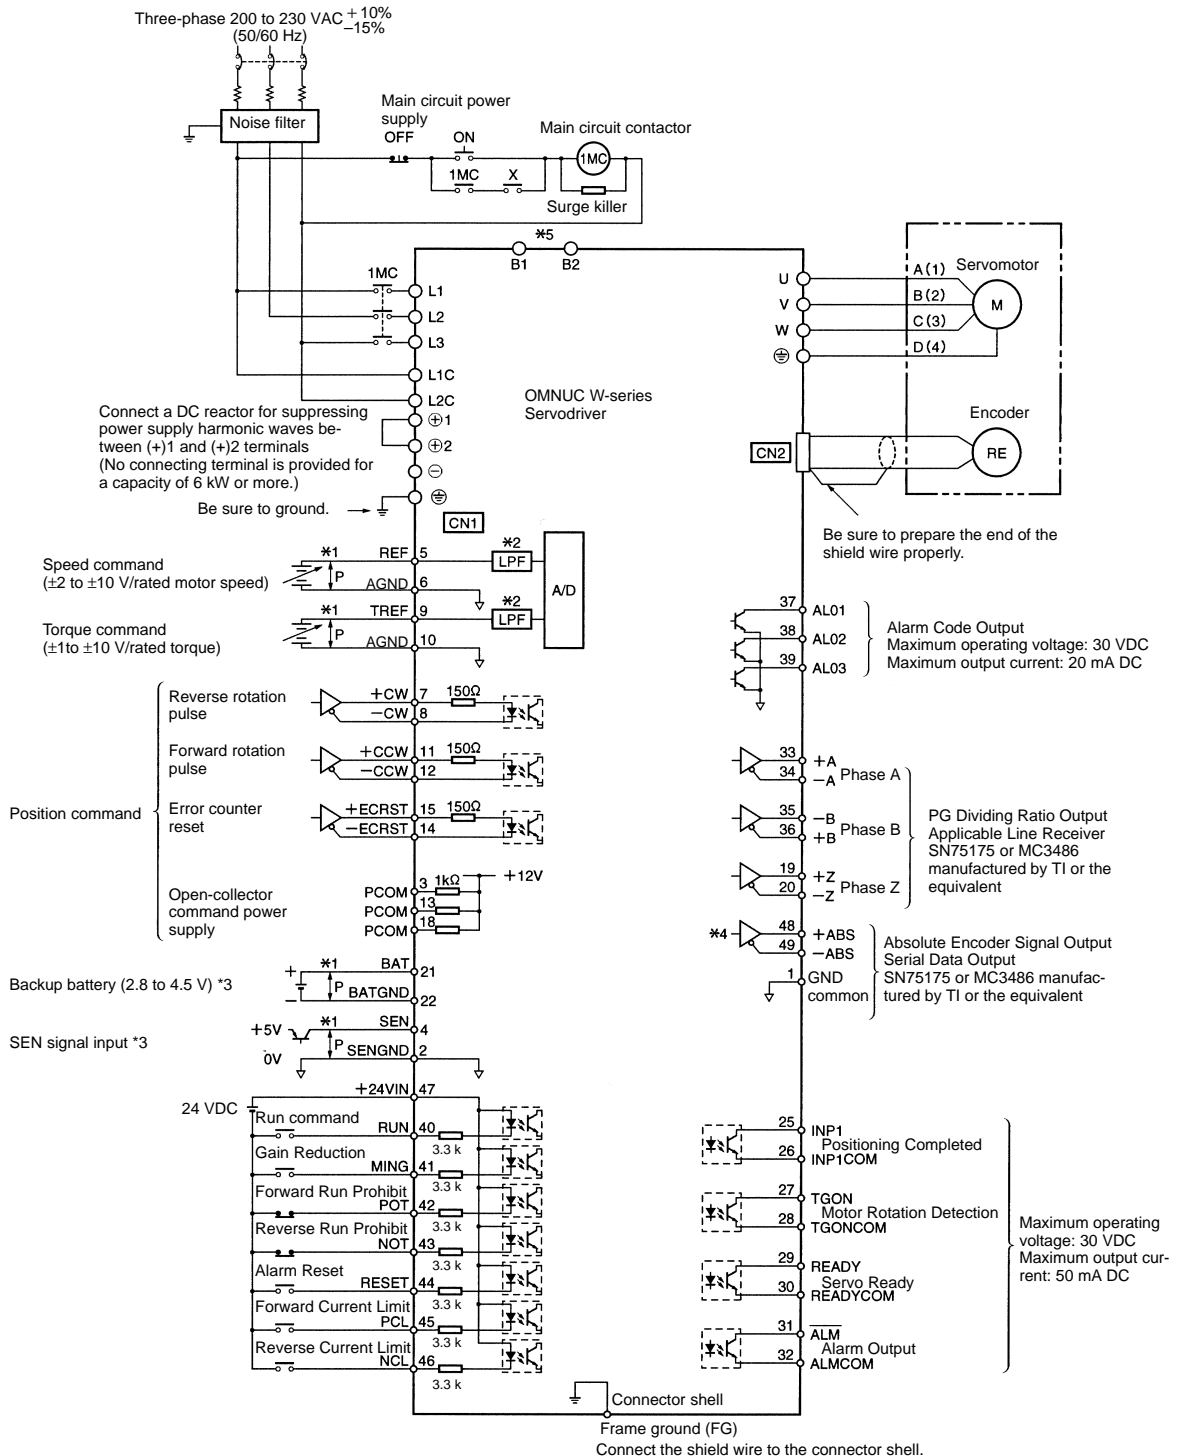 Three-phase 200 to 230 VAC +10% −15%
(50/60 Hz)
Noise filter
Main circuit power
supply
OFF
ON
Main circuit contactor
1MC
1MC
X
Surge killer
*5
B1
B2
1MC
L1
L2
L3
L1C
L2C
⊕1
⊕2
⊖
Connect a DC reactor for suppressing
power supply harmonic waves be-
tween (+)1 and (+)2 terminals
(No connecting terminal is provided for
a capacity of 6 kW or more.)
Be sure to ground.
OMNUC W-series
Servodriver
U
V
W
A(1)
B(2)
C(3)
D(4)
Servomotor
M
Encoder
CN2
RE
Be sure to prepare the end of the
shield wire properly.
CN1
Speed command
(±2 to ±10 V/rated motor speed)
*1
P
REF 5
AGND 6
*2
LPF
A/D
Torque command
(±1to ±10 V/rated torque)
*1
P
TREF 9
AGND 10
*2
LPF
Position command
Reverse rotation
pulse
+CW 7 150Ω
−CW 8
Forward rotation
pulse
+CCW 11 150Ω
−CCW 12
Error counter
reset
+ECRST 15 150Ω
−ECRST 14
Open-collector
command power
supply
PCOM 3 1kΩ
+12V
PCOM 13
PCOM 18
Backup battery (2.8 to 4.5 V) *3
+
−
*1
P
BAT 21
BATGND 22
SEN signal input *3
+5V
0V
*1
P
SEN 4
SENGND 2
+24VIN 47
24 VDC
Run command
RUN 40
3.3 k
Gain Reduction
MING 41
3.3 k
Forward Run Prohibit
POT 42
3.3 k
Reverse Run Prohibit
NOT 43
3.3 k
Alarm Reset
RESET 44
3.3 k
Forward Current Limit
PCL 45
3.3 k
Reverse Current Limit
NCL 46
3.3 k
37 AL01
38 AL02
39 AL03
Alarm Code Output
Maximum operating voltage: 30 VDC
Maximum output current: 20 mA DC
33 +A
34 −A
Phase A
35 −B
36 +B
Phase B
19 +Z
20 −Z
Phase Z
PG Dividing Ratio Output
Applicable Line Receiver
SN75175 or MC3486
manufactured by TI or the
equivalent
*4
48 +ABS
49 −ABS
1 GND
common
Absolute Encoder Signal Output
Serial Data Output
SN75175 or MC3486 manufac-
tured by TI or the equivalent
25 INP1
Positioning Completed
26 INP1COM
27 TGON
Motor Rotation Detection
28 TGONCOM
29 READY
Servo Ready
30 READYCOM
31 ALM
Alarm Output
32 ALMCOM
Maximum operating
voltage: 30 VDC
Maximum output cur-
rent: 50 mA DC
Connector shell
Frame ground (FG)
Connect the shield wire to the connector shell.